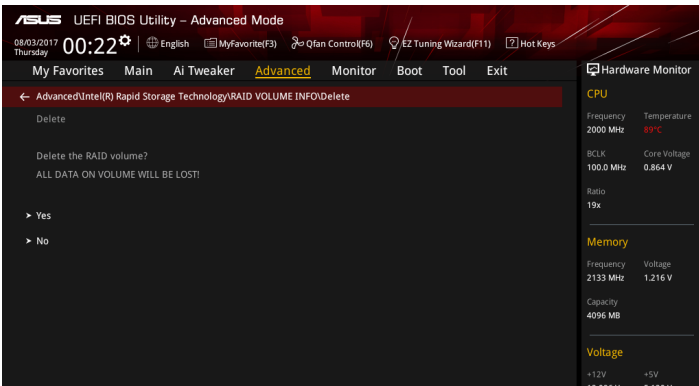 ASUS UEFI BIOS Utility – Advanced Mode
08/03/2017 Thursday 00:22 English MyFavorite(F3) Qfan Control(F6) EZ Tuning Wizard(F11) ? Hot Keys
My Favorites Main Ai Tweaker Advanced Monitor Boot Tool Exit
← Advanced\Intel(R) Rapid Storage Technology\RAID VOLUME INFO\Delete
Delete
Delete the RAID volume?
ALL DATA ON VOLUME WILL BE LOST!
> Yes
> No
Hardware Monitor
CPU
Frequency Temperature
2000 MHz 89°C
BCLK Core Voltage
100.0 MHz 0.864 V
Ratio
19x
Memory
Frequency Voltage
2133 MHz 1.216 V
Capacity
4096 MB
Voltage
+12V +5V